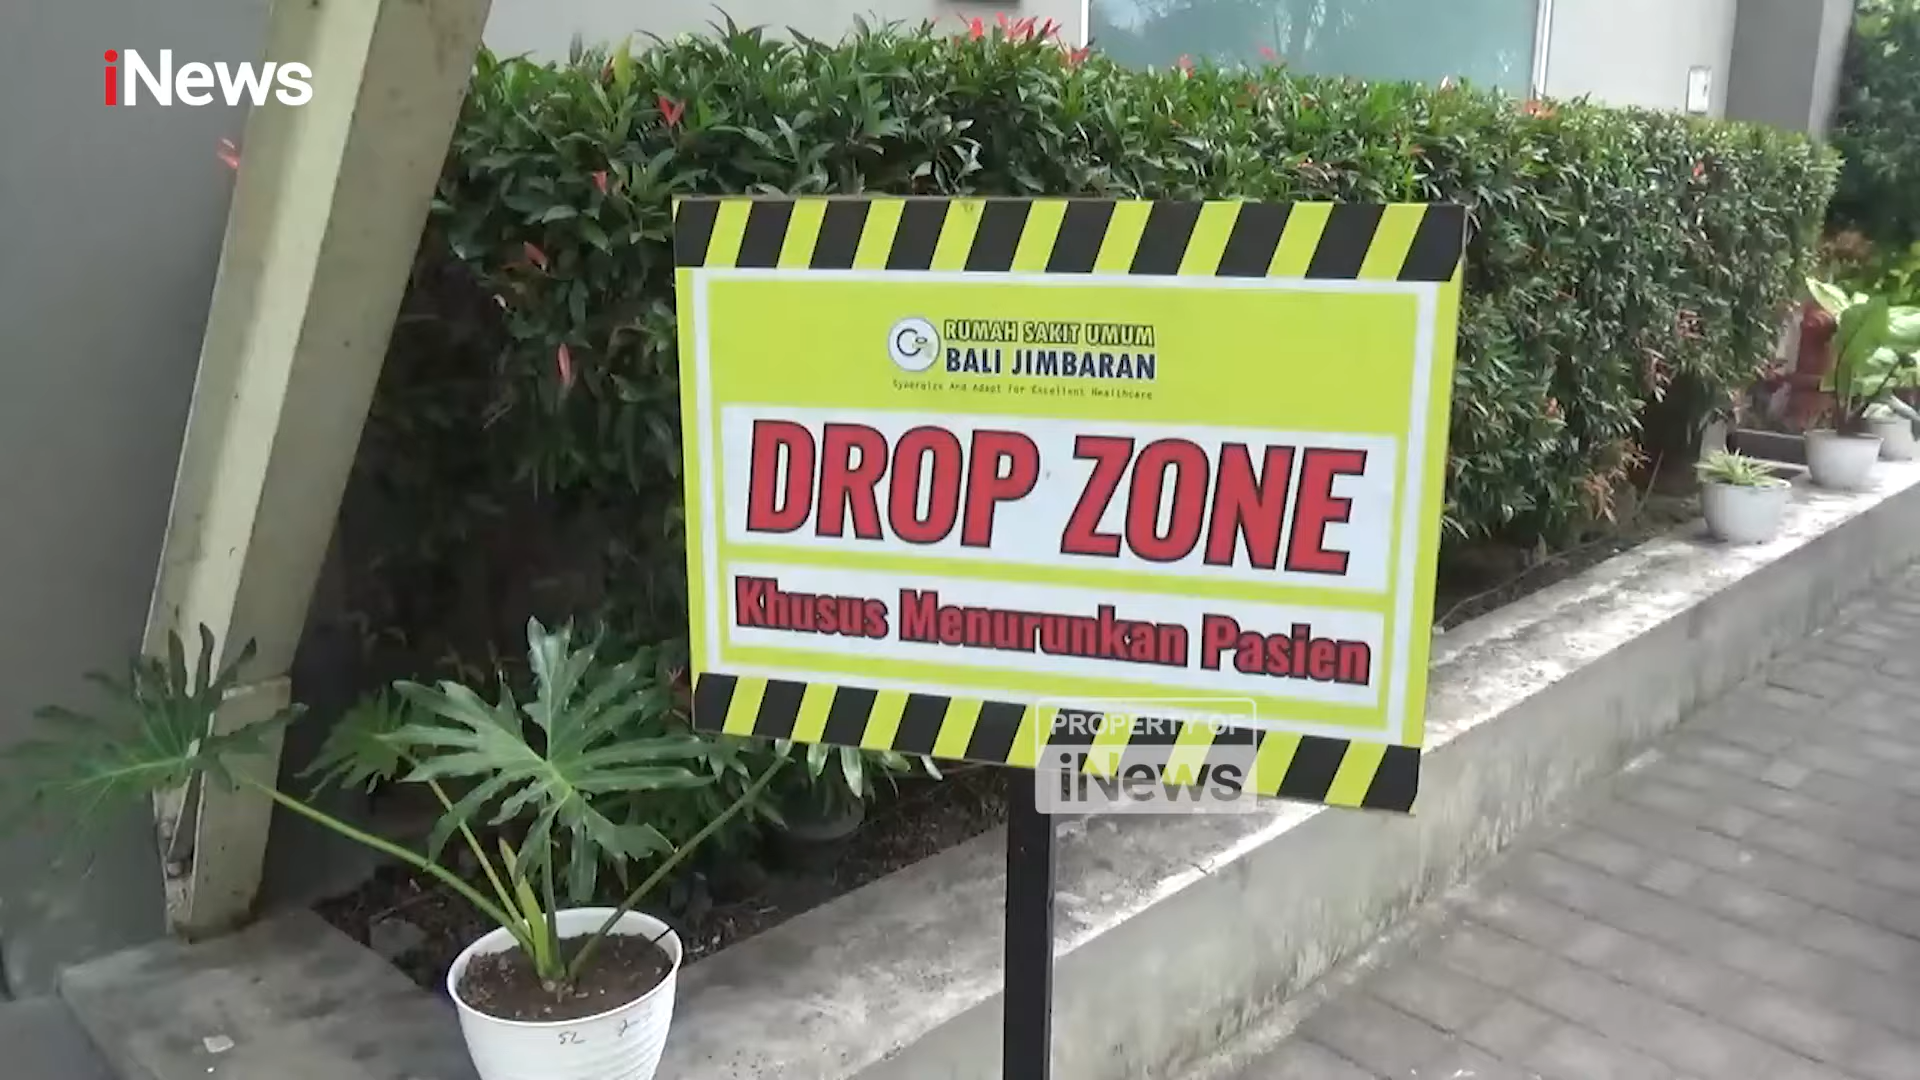 iNews
RUMAH SAKIT UMUM
BALI JIMBARAN
Synergize And Adapt for Excellent Healthcare
DROP ZONE
Khusus Menurunkan Pasien
PROPERTY OF
iNews